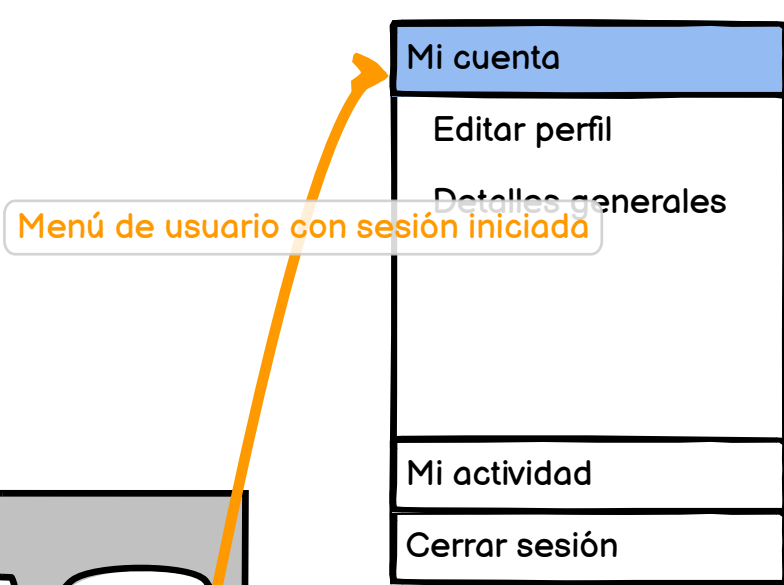 Mi cuenta
Editar perfil
Detalles generales
Menú de usuario con sesión iniciada
Mi actividad
Cerrar sesión